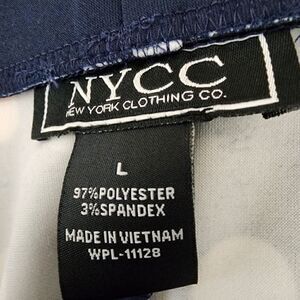 NYCC
NEW YORK CLOTHING CO.
L
97%POLYESTER
3%SPANDEX
MADE IN VIETNAM
WPL-11128